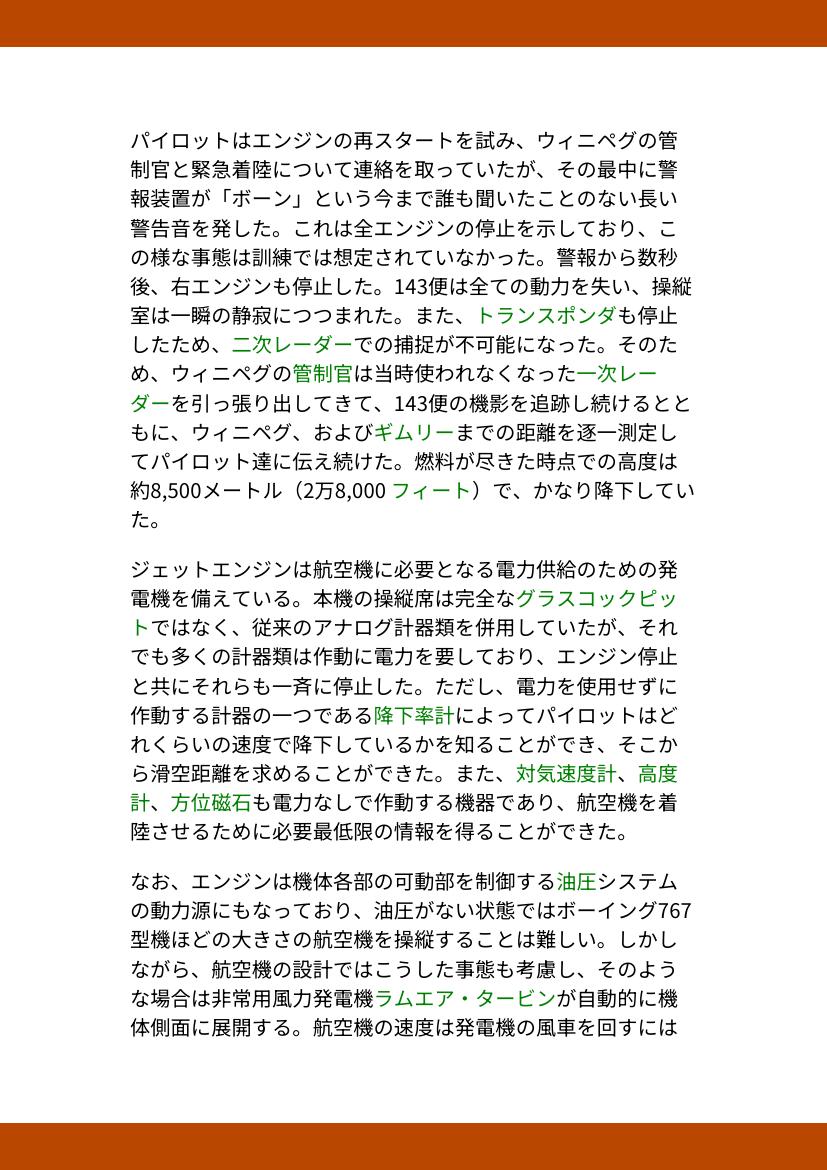 パイロットはエンジンの再スタートを試み、ウィニペグの管
制官と緊急着陸について連絡を取っていたが、その最中に警
報装置が「ボーン」という今まで誰も聞いたことのない長い
警告音を発した。これは全エンジンの停止を示しており、こ
の様な事態は訓練では想定されていなかった。警報から数秒
後、右エンジンも停止した。143便は全ての動力を失い、操縦
室は一瞬の静寂につつまれた。また、トランスポンダも停止
したため、二次レーダーでの捕捉が不可能になった。そのた
め、ウィニペグの管制官は当時使われなくなった一次レー
ダーを引っ張り出してきて、143便の機影を追跡し続けるとと
もに、ウィニペグ、およびギムリーまでの距離を逐一測定し
てパイロット達に伝え続けた。燃料が尽きた時点での高度は
約8,500メートル（2万8,000 フィート）で、かなり降下してい
た。
ジェットエンジンは航空機に必要となる電力供給のための発
電機を備えている。本機の操縦席は完全なグラスコックピッ
トではなく、従来のアナログ計器類を併用していたが、それ
でも多くの計器類は作動に電力を要しており、エンジン停止
と共にそれらも一斉に停止した。ただし、電力を使用せずに
作動する計器の一つである降下率計によってパイロットはど
れくらいの速度で降下しているかを知ることができ、そこか
ら滑空距離を求めることができた。また、対気速度計、高度
計、方位磁石も電力なしで作動する機器であり、航空機を着
陸させるために必要最低限の情報を得ることができた。
なお、エンジンは機体各部の可動部を制御する油圧システム
の動力源にもなっており、油圧がない状態ではボーイング767
型機ほどの大きさの航空機を操縦することは難しい。しかし
ながら、航空機の設計ではこうした事態も考慮し、そのよう
な場合は非常用風力発電機ラムエア・タービンが自動的に機
体側面に展開する。航空機の速度は発電機の風車を回すには